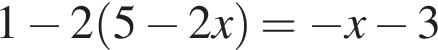 1 − 2(5 − 2x) = −x − 3